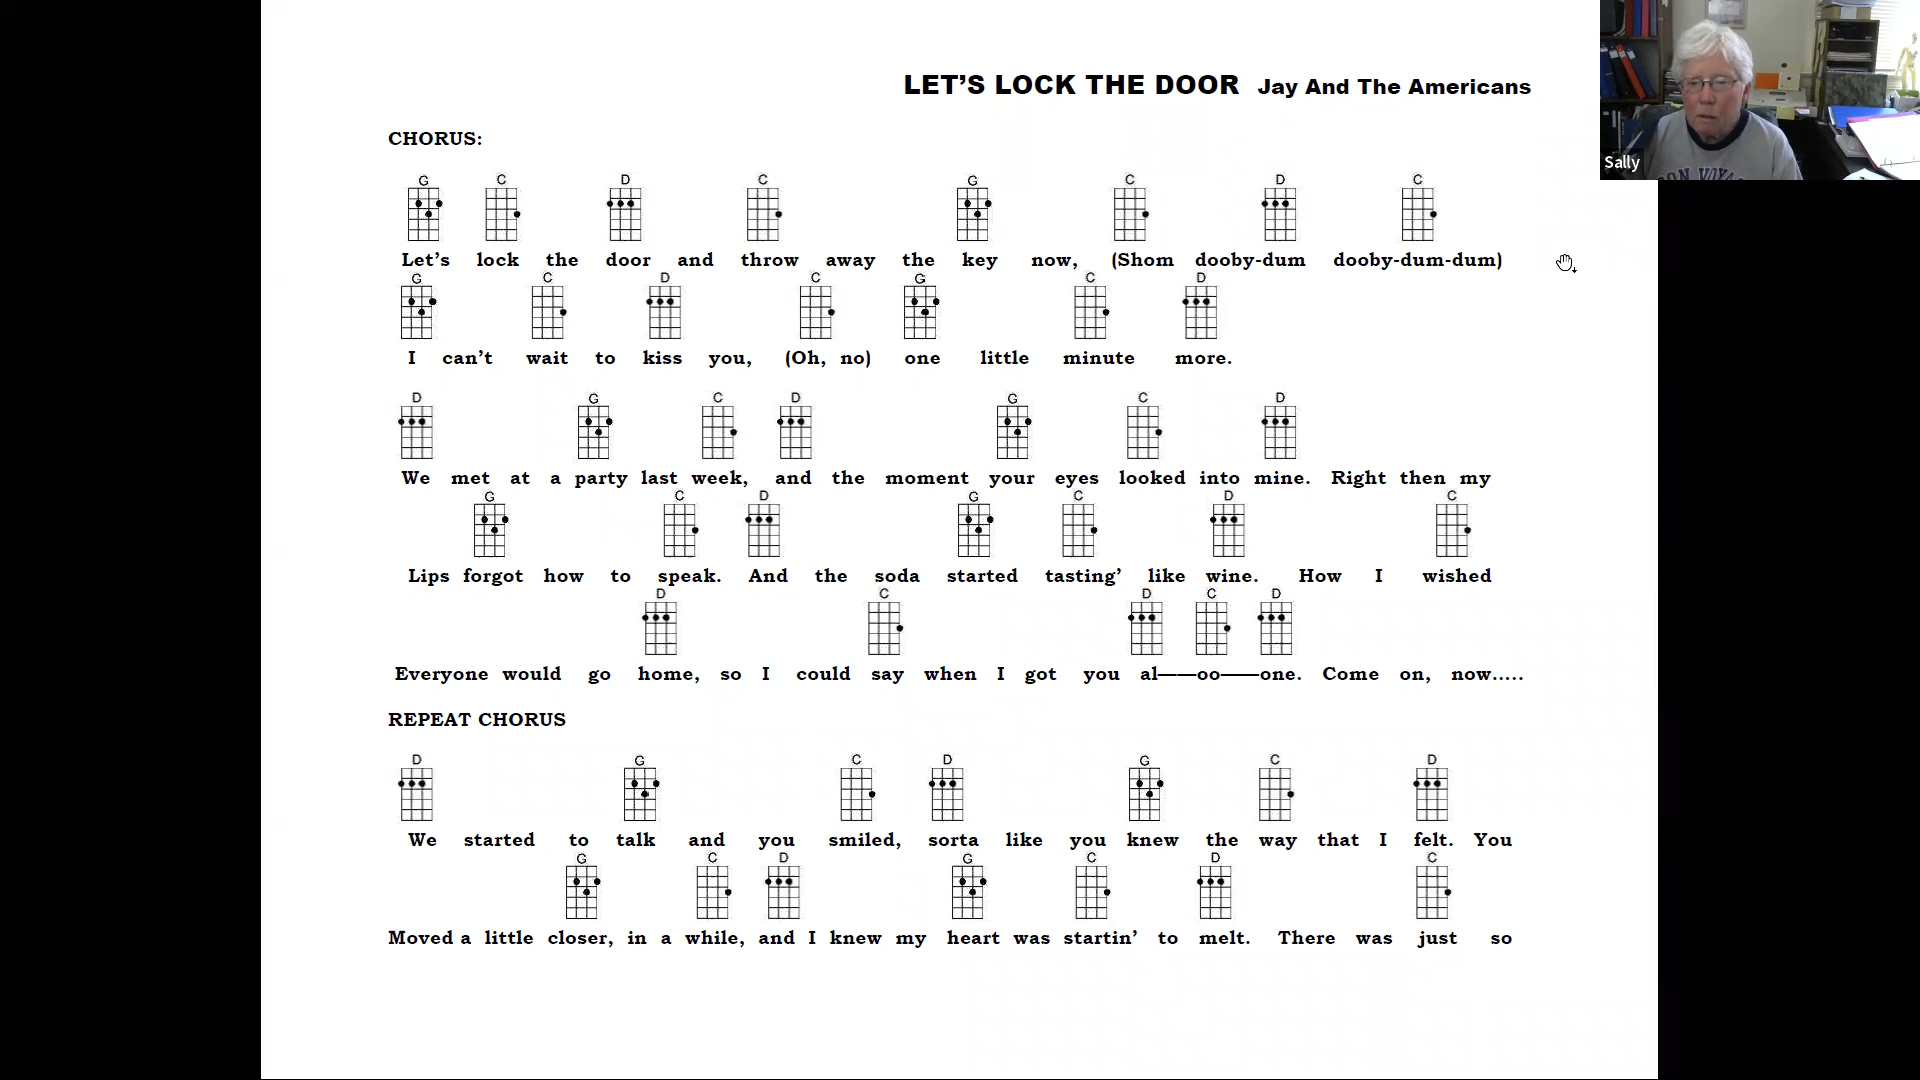 LET’S LOCK THE DOOR Jay And The Americans
Sally
CHORUS:
G C D C G C D C
Let’s lock the door and throw away the key now, (Shom dooby-dum dooby-dum-dum)
G C D C G C D
I can’t wait to kiss you, (Oh, no) one little minute more.
D G C D G C D
We met at a party last week, and the moment your eyes looked into mine. Right then my
G C D G C D C
Lips forgot how to speak. And the soda started tasting’ like wine. How I wished
D C D C D
Everyone would go home, so I could say when I got you al——oo——one. Come on, now.....
REPEAT CHORUS
D G C D G C D
We started to talk and you smiled, sorta like you knew the way that I felt. You
G C D G C D C
Moved a little closer, in a while, and I knew my heart was startin’ to melt. There was just so